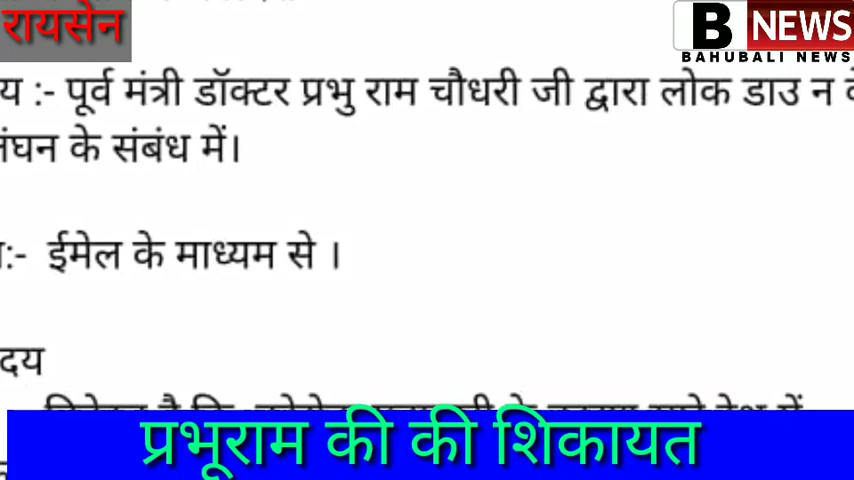 रायसेन
B NEWS
BAHUBALI NEWS
य :- पूर्व मंत्री डॉक्टर प्रभु राम चौधरी जी द्वारा लोक डाउ न के
लंघन के संबंध में।
:- ईमेल के माध्यम से ।
दय
प्रभूराम की की शिकायत